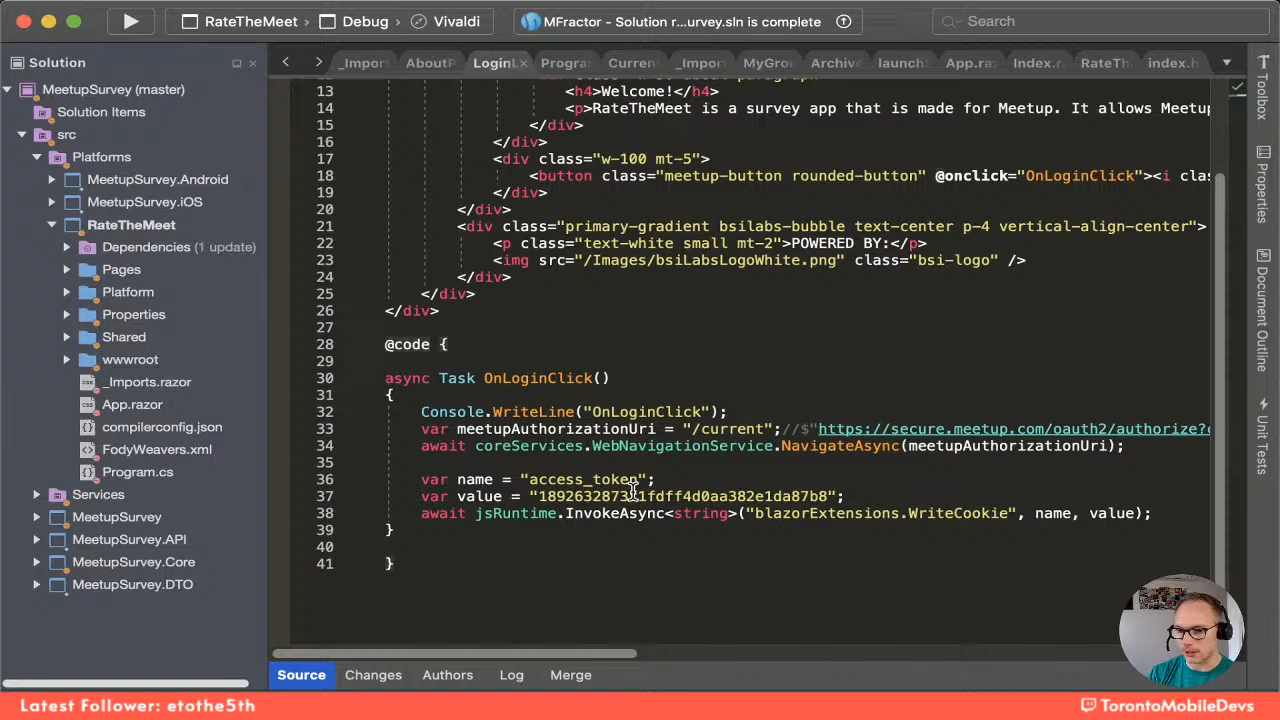 RateTheMeet > Debug > Vivaldi
MFractor - Solution r...urvey.sln is complete
Search
Solution
_Impor
AboutP
LoginL
Progra
Curren
_Impor
MyGro
Archive
launch
App.ra
Index.r
RateTh
index.h
MeetupSurvey (master)
Solution Items
src
Platforms
MeetupSurvey.Android
MeetupSurvey.iOS
RateTheMeet
Dependencies (1 update)
Pages
Platform
Properties
Shared
wwwroot
_Imports.razor
App.razor
compilerconfig.json
FodyWeavers.xml
Program.cs
Services
MeetupSurvey
MeetupSurvey.API
MeetupSurvey.Core
MeetupSurvey.DTO
13 <h4>Welcome!</h4>
14 <p>RateTheMeet is a survey app that is made for Meetup. It allows Meetup
15 </div>
16 </div>
17 <div class="w-100 mt-5">
18 <button class="meetup-button rounded-button" @onclick="OnLoginClick"><i clas
19 </div>
20 </div>
21 <div class="primary-gradient bsilabs-bubble text-center p-4 vertical-align-center">
22 <p class="text-white small mt-2">POWERED BY:</p>
23 <img src="/Images/bsiLabsLogoWhite.png" class="bsi-logo" />
24 </div>
25 </div>
26 </div>
27
28 @code {
29
30 async Task OnLoginClick()
31 {
32 Console.WriteLine("OnLoginClick");
33 var meetupAuthorizationUri = "/current";//$"https://secure.meetup.com/oauth2/authorize?c
34 await coreServices.WebNavigationService.NavigateAsync(meetupAuthorizationUri);
35
36 var name = "access_token";
37 var value = "1892632873 1fdff4d0aa382e1da87b8";
38 await jsRuntime.InvokeAsync<string>("blazorExtensions.WriteCookie", name, value);
39 }
40
41 }
Source
Changes
Authors
Log
Merge
Toolbox
Properties
Document Outline
Unit Tests
Latest Follower: etothe5th
TorontoMobileDevs